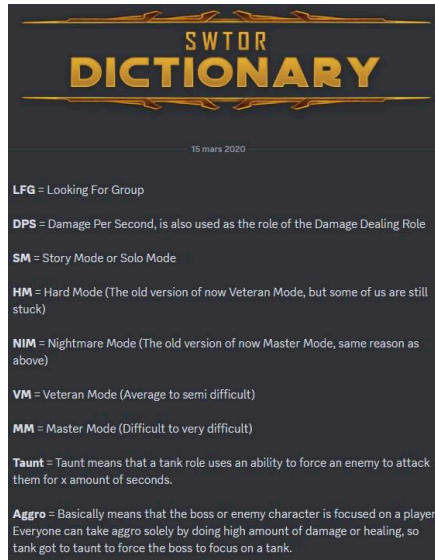 SWTOR
DICTIONARY
15 mars 2020
LFG = Looking For Group
DPS = Damage Per Second, is also used as the role of the Damage Dealing Role
SM = Story Mode or Solo Mode
HM = Hard Mode (The old version of now Veteran Mode, but some of us are still
stuck)
NIM = Nightmare Mode (The old version of now Master Mode, same reason as
above)
VM = Veteran Mode (Average to semi difficult)
MM = Master Mode (Difficult to very difficult)
Taunt = Taunt means that a tank role uses an ability to force an enemy to attack
them for x amount of seconds.
Aggro = Basically means that the boss or enemy character is focused on a player
Everyone can take aggro solely by doing high amount of damage or healing, so
tank got to taunt to force the boss to focus on a tank.